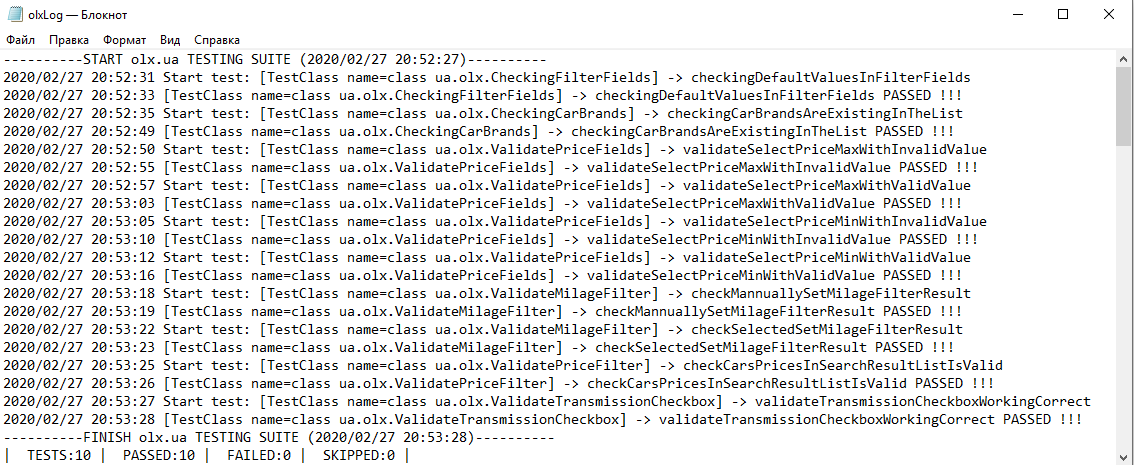 olxLog — Блокнот
Файл Правка Формат Вид Справка
----------START olx.ua TESTING SUITE (2020/02/27 20:52:27)----------
2020/02/27 20:52:31 Start test: [TestClass name=class ua.olx.CheckingFilterFields] -> checkingDefaultValuesInFilterFields
2020/02/27 20:52:33 [TestClass name=class ua.olx.CheckingFilterFields] -> checkingDefaultValuesInFilterFields PASSED !!!
2020/02/27 20:52:35 Start test: [TestClass name=class ua.olx.CheckingCarBrands] -> checkingCarBrandsAreExistingInTheList
2020/02/27 20:52:49 [TestClass name=class ua.olx.CheckingCarBrands] -> checkingCarBrandsAreExistingInTheList PASSED !!!
2020/02/27 20:52:50 Start test: [TestClass name=class ua.olx.ValidatePriceFields] -> validateSelectPriceMaxWithInvalidValue
2020/02/27 20:52:55 [TestClass name=class ua.olx.ValidatePriceFields] -> validateSelectPriceMaxWithInvalidValue PASSED !!!
2020/02/27 20:52:57 Start test: [TestClass name=class ua.olx.ValidatePriceFields] -> validateSelectPriceMaxWithValidValue
2020/02/27 20:53:03 [TestClass name=class ua.olx.ValidatePriceFields] -> validateSelectPriceMaxWithValidValue PASSED !!!
2020/02/27 20:53:05 Start test: [TestClass name=class ua.olx.ValidatePriceFields] -> validateSelectPriceMinWithInvalidValue
2020/02/27 20:53:10 [TestClass name=class ua.olx.ValidatePriceFields] -> validateSelectPriceMinWithInvalidValue PASSED !!!
2020/02/27 20:53:12 Start test: [TestClass name=class ua.olx.ValidatePriceFields] -> validateSelectPriceMinWithValidValue
2020/02/27 20:53:16 [TestClass name=class ua.olx.ValidatePriceFields] -> validateSelectPriceMinWithValidValue PASSED !!!
2020/02/27 20:53:18 Start test: [TestClass name=class ua.olx.ValidateMilageFilter] -> checkMannuallySetMilageFilterResult
2020/02/27 20:53:19 [TestClass name=class ua.olx.ValidateMilageFilter] -> checkMannuallySetMilageFilterResult PASSED !!!
2020/02/27 20:53:22 Start test: [TestClass name=class ua.olx.ValidateMilageFilter] -> checkSelectedSetMilageFilterResult
2020/02/27 20:53:23 [TestClass name=class ua.olx.ValidateMilageFilter] -> checkSelectedSetMilageFilterResult PASSED !!!
2020/02/27 20:53:25 Start test: [TestClass name=class ua.olx.ValidatePriceFilter] -> checkCarsPricesInSearchResultListIsValid
2020/02/27 20:53:26 [TestClass name=class ua.olx.ValidatePriceFilter] -> checkCarsPricesInSearchResultListIsValid PASSED !!!
2020/02/27 20:53:27 Start test: [TestClass name=class ua.olx.ValidateTransmissionCheckbox] -> validateTransmissionCheckboxWorkingCorrect
2020/02/27 20:53:28 [TestClass name=class ua.olx.ValidateTransmissionCheckbox] -> validateTransmissionCheckboxWorkingCorrect PASSED !!!
----------FINISH olx.ua TESTING SUITE (2020/02/27 20:53:28)----------
| TESTS:10 | PASSED:10 | FAILED:0 | SKIPPED:0 |